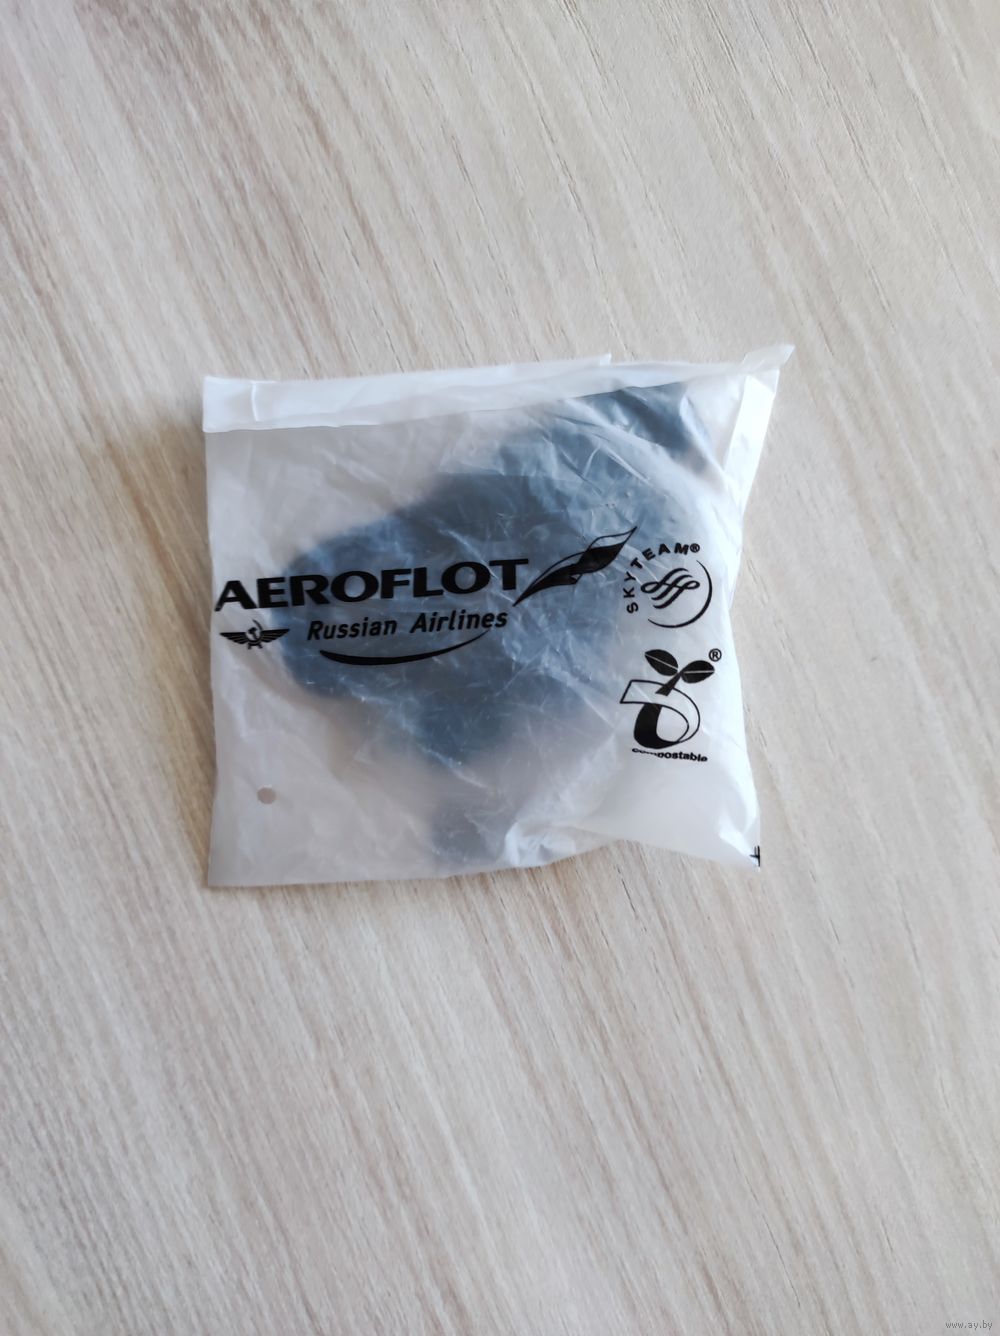 AEROFLOT
Russian Airlines
SKYTEAM®
®
compostable
www.ay.by